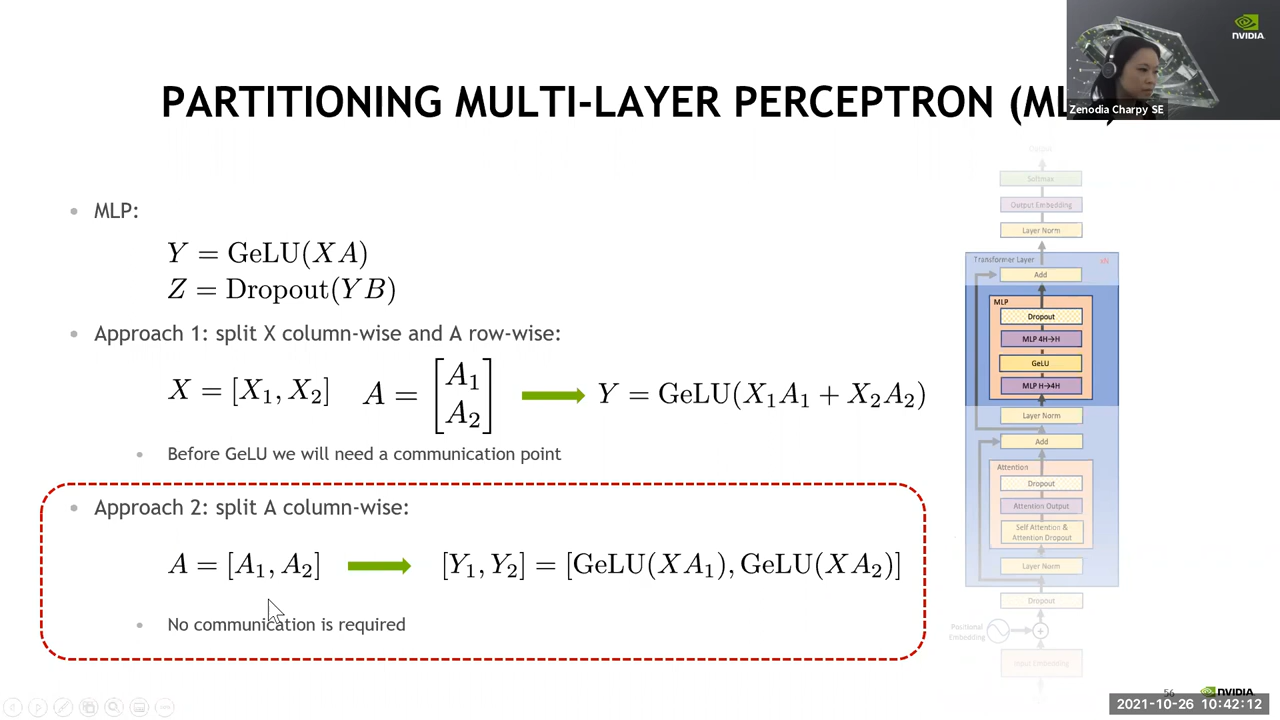 NVIDIA
Zenodia Charpy SE
PARTITIONING MULTI-LAYER PERCEPTRON
• MLP:
Y = GeLU(XA)
Z = Dropout(YB)
• Approach 1: split X column-wise and A row-wise:
X = [X₁, X₂] A = [A₁ A₂] Y = GeLU(X₁A₁ + X₂A₂)
• Before GeLU we will need a communication point
• Approach 2: split A column-wise:
A = [A₁, A₂] [Y₁, Y₂] = [GeLU(XA₁), GeLU(XA₂)]
• No communication is required
Output
Softmax
Output Embedding
Layer Norm
Transformer Layer
xN
Add
MLP
Dropout
MLP 4H→H
GeLU
MLP H→4H
Layer Norm
Add
Attention
Dropout
Attention Output
Self Attention &
Attention Dropout
Layer Norm
Dropout
Positional
Embedding
Input Embedding
56
NVIDIA
2021-10-26 10:42:12